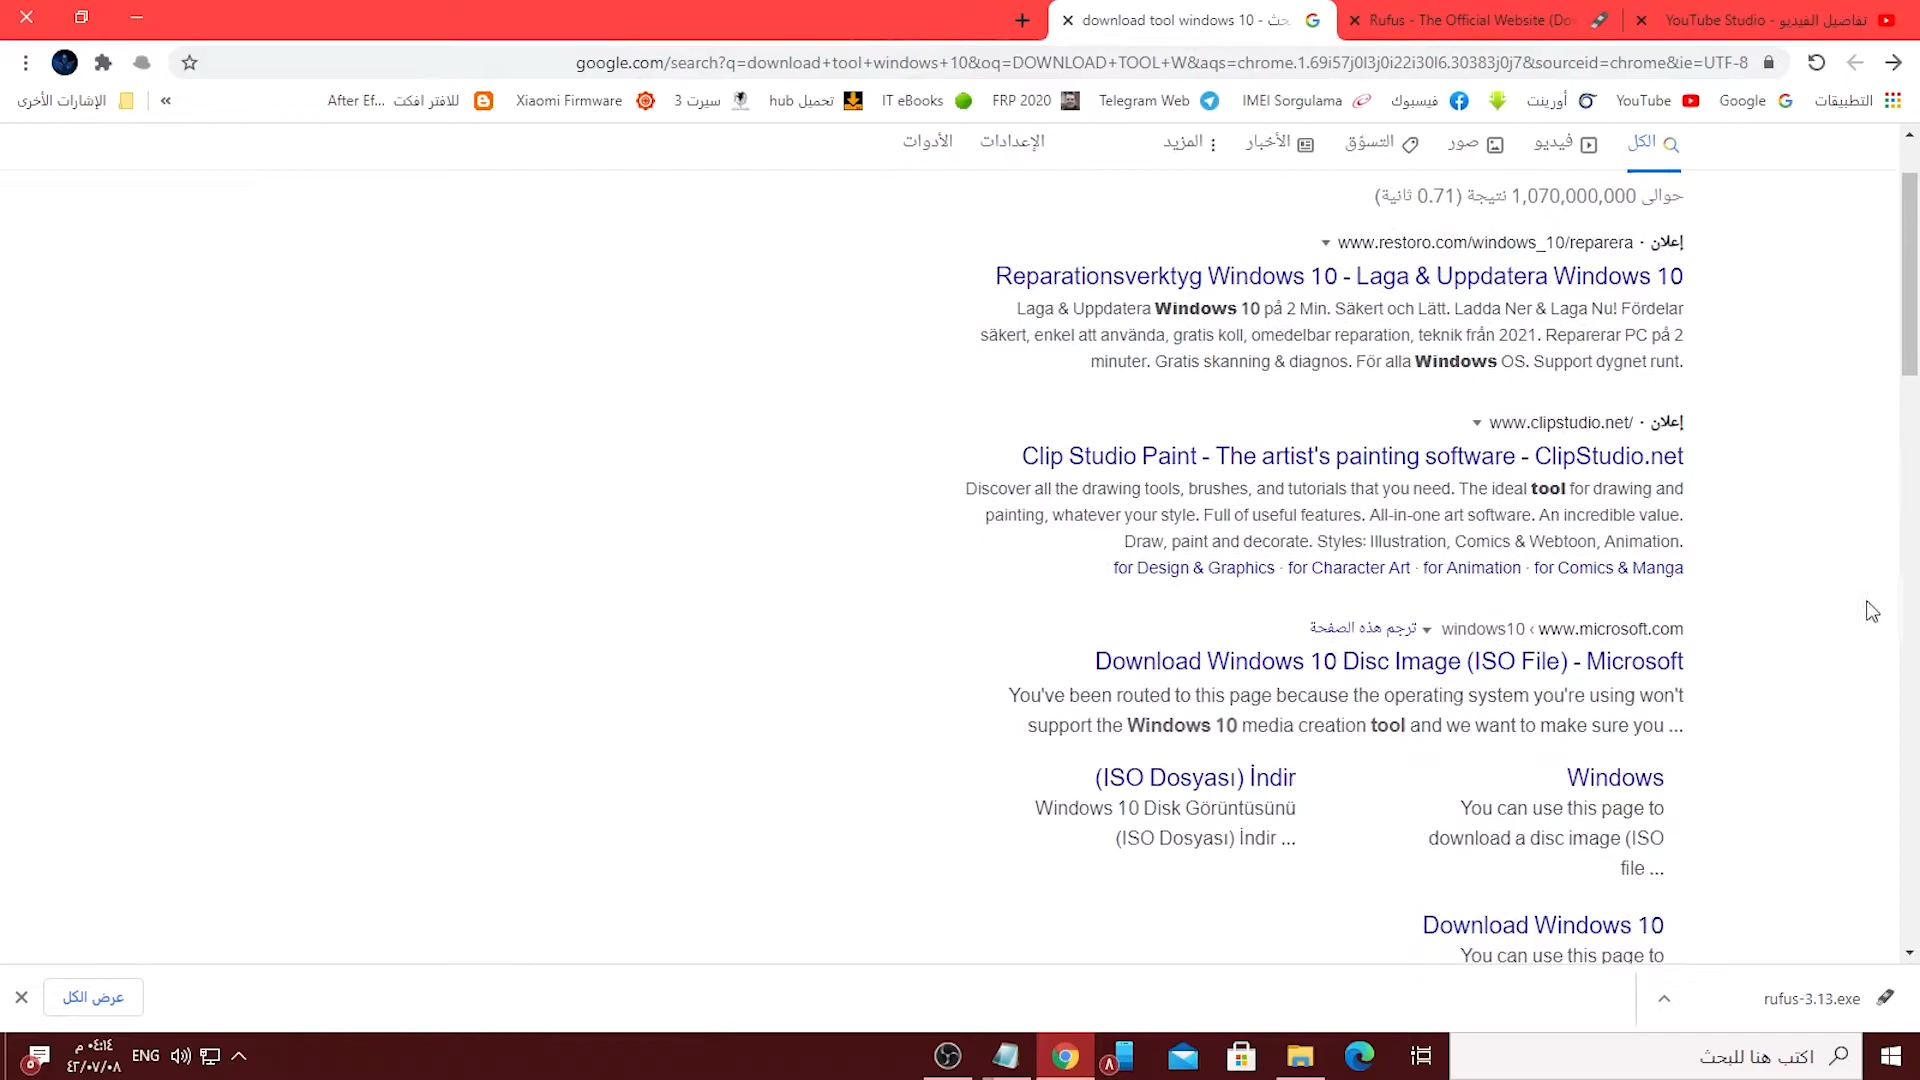 تفاصيل الفيديو - YouTube Studio
Rufus - The Official Website (Do
download tool windows 10 - بحث
google.com/search?q=download+tool+windows+10&oq=DOWNLOAD+TOOL+W&aqs=chrome.1.69i57j0l3j0i22i30l6.30383j0j7&sourceid=chrome&ie=UTF-8
التطبيقات Google YouTube أورينت فيسبوك IMEI Sorgulama Telegram Web FRP 2020 IT eBooks تحميل hub سيرت 3 Xiaomi Firmware للافتر افكت After Ef... » الإشارات الأخرى
الكل فيديو صور التسوّق الأخبار المزيد الإعدادات الأدوات
حوالى 1,070,000,000 نتيجة (0.71 ثانية)
إعلان · www.restoro.com/windows_10/reparera
Reparationsverktyg Windows 10 - Laga & Uppdatera Windows 10
Laga & Uppdatera Windows 10 på 2 Min. Säkert och Lätt. Ladda Ner & Laga Nu! Fördelar
säkert, enkel att använda, gratis koll, omedelbar reparation, teknik från 2021. Reparerar PC på 2
minuter. Gratis skanning & diagnos. För alla Windows OS. Support dygnet runt.
إعلان · www.clipstudio.net/
Clip Studio Paint - The artist's painting software - ClipStudio.net
Discover all the drawing tools, brushes, and tutorials that you need. The ideal tool for drawing and
painting, whatever your style. Full of useful features. All-in-one art software. An incredible value.
Draw, paint and decorate. Styles: Illustration, Comics & Webtoon, Animation.
for Design & Graphics · for Character Art · for Animation · for Comics & Manga
www.microsoft.com › windows10 ترجم هذه الصفحة
Download Windows 10 Disc Image (ISO File) - Microsoft
You've been routed to this page because the operating system you're using won't
support the Windows 10 media creation tool and we want to make sure you ...
Windows
You can use this page to
download a disc image (ISO
file ...
(ISO Dosyası) İndir
Windows 10 Disk Görüntüsünü
(ISO Dosyası) İndir ...
Download Windows 10
You can use this page to
rufus-3.13.exe
عرض الكل
اكتب هنا للبحث
ENG
٠٤:١٤ م
٤٣/٠٧/٠٨